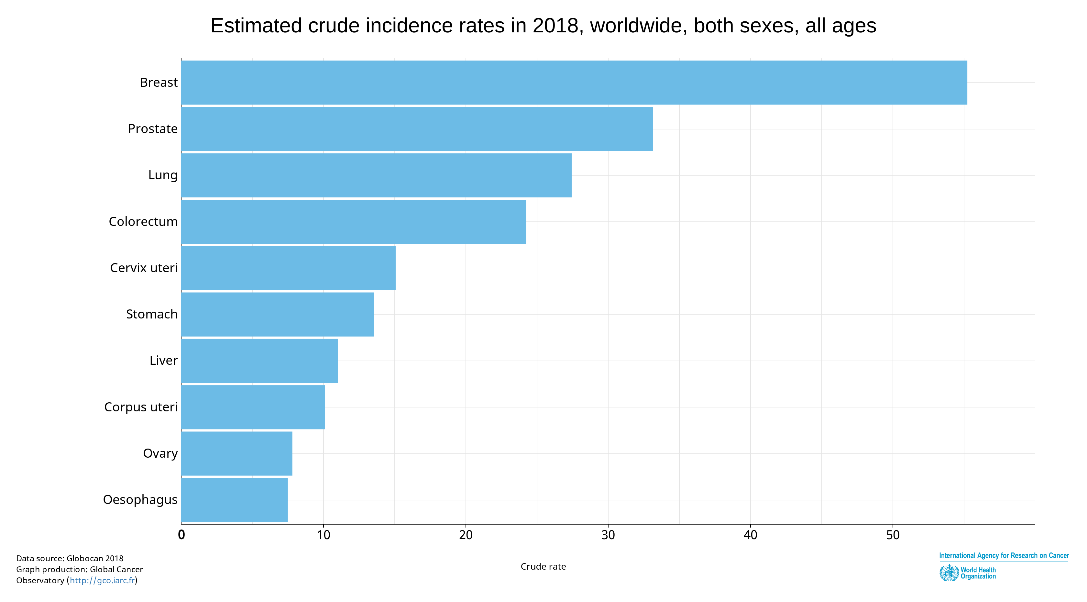 Estimated crude incidence rates in 2018, worldwide, both sexes, all ages
Breast
Prostate
Lung
Colorectum
Cervix uteri
Stomach
Liver
Corpus uteri
Ovary
Oesophagus
0 10 20 30 40 50
Crude rate
Data source: Globocan 2018
Graph production: Global Cancer
Observatory (http://gco.iarc.fr)
International Agency for Research on Cancer
World Health
Organization